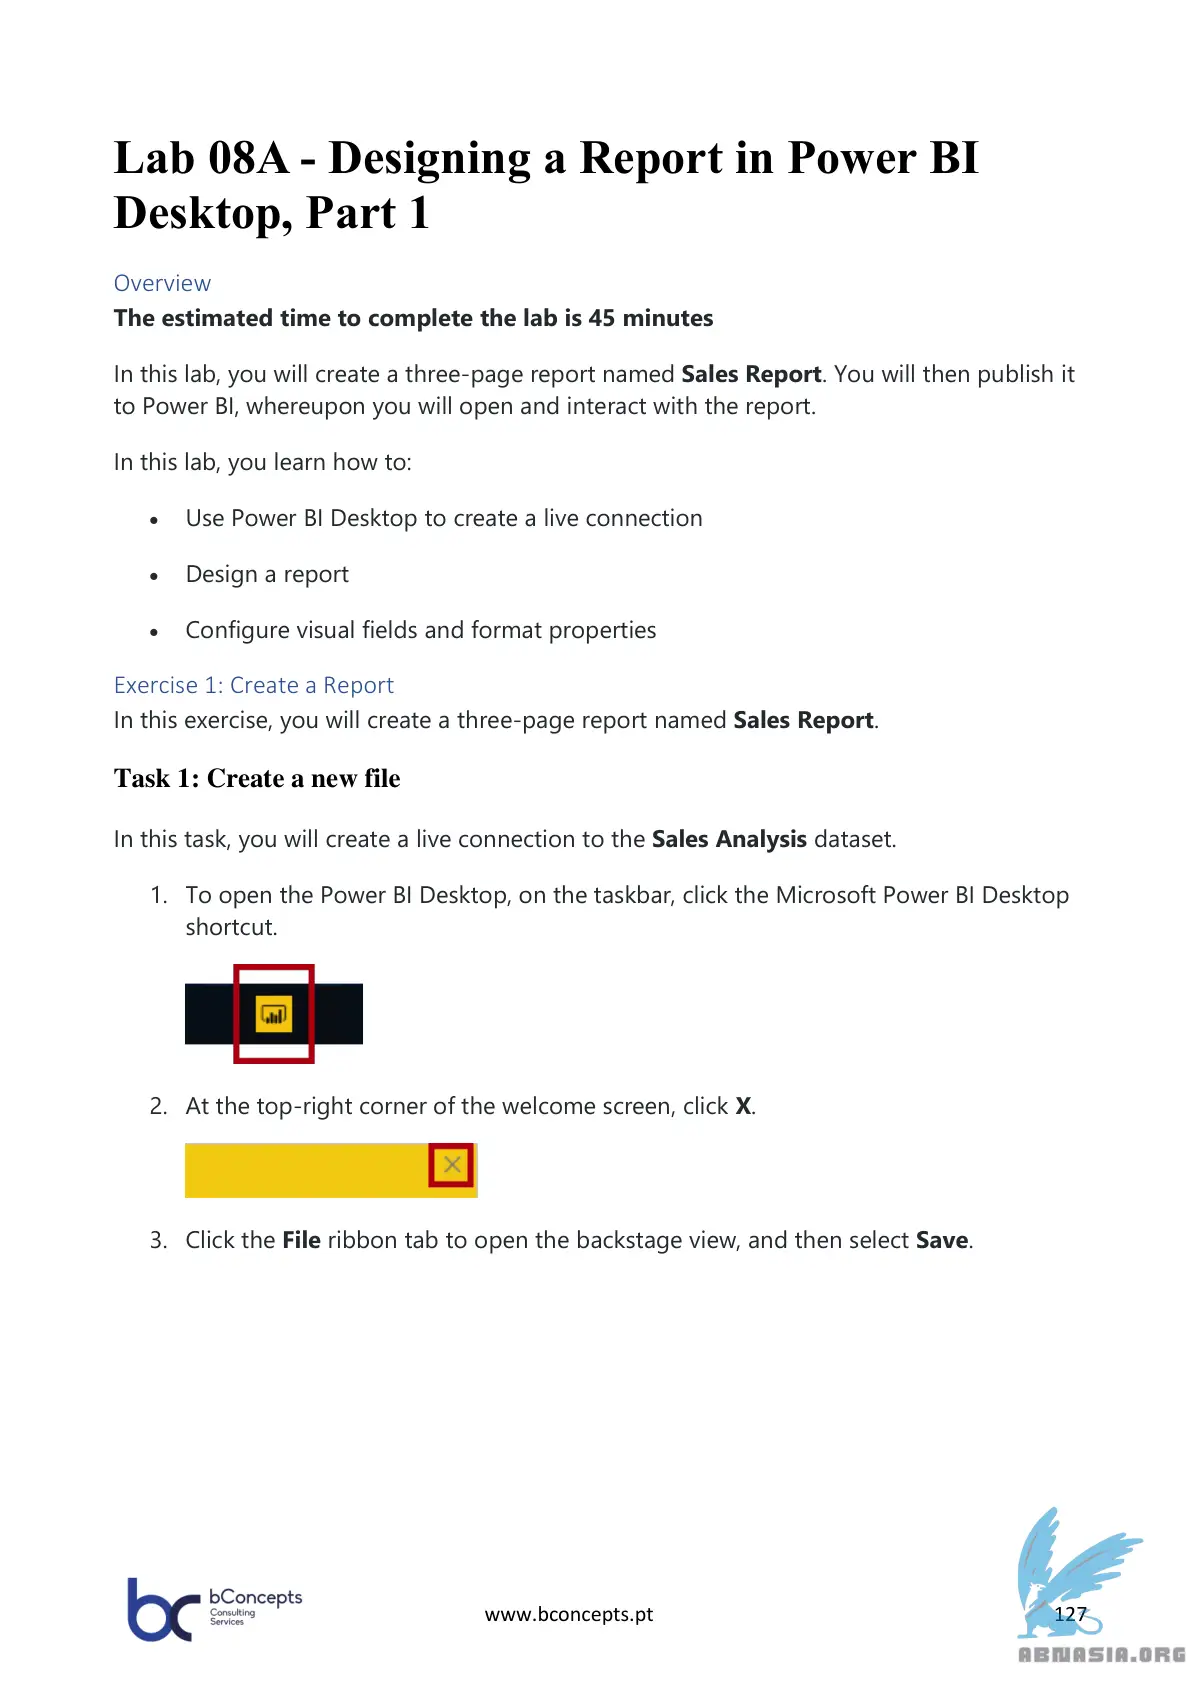 Lab 08A - Designing a Report in Power BI
Desktop, Part 1
Overview
The estimated time to complete the lab is 45 minutes
In this lab, you will create a three-page report named Sales Report. You will then publish it
to Power BI, whereupon you will open and interact with the report.
In this lab, you learn how to:
• Use Power BI Desktop to create a live connection
• Design a report
• Configure visual fields and format properties
Exercise 1: Create a Report
In this exercise, you will create a three-page report named Sales Report.
Task 1: Create a new file
In this task, you will create a live connection to the Sales Analysis dataset.
1. To open the Power BI Desktop, on the taskbar, click the Microsoft Power BI Desktop
shortcut.
2. At the top-right corner of the welcome screen, click X.
3. Click the File ribbon tab to open the backstage view, and then select Save.
bc bConcepts
Consulting
Services
www.bconcepts.pt
127
ABNASIA.ORG